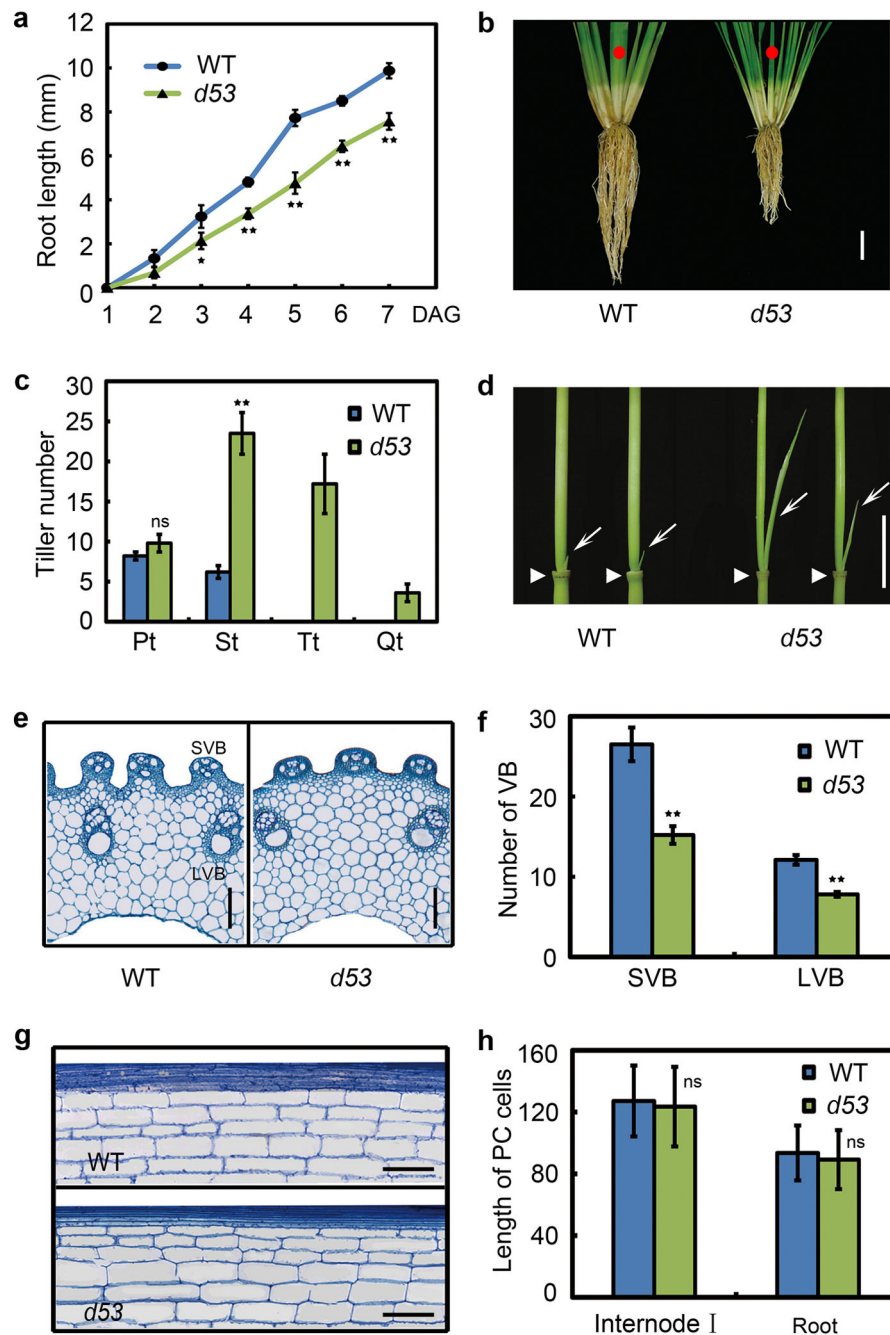 a
12
10
8
6
4
2
0
Root length (mm)
WT
d53
★
★★
★★
★★
★★
1 2 3 4 5 6 7 DAG
b
WT d53
c
30
25
20
15
10
5
0
Tiller number
WT
d53
ns
★★
Pt St Tt Qt
d
WT d53
e
SVB
LVB
WT d53
f
30
20
10
0
Number of VB
WT
d53
★★
★★
SVB LVB
g
WT
d53
h
160
120
80
40
0
Length of PC cells
WT
d53
ns
ns
Internode I Root